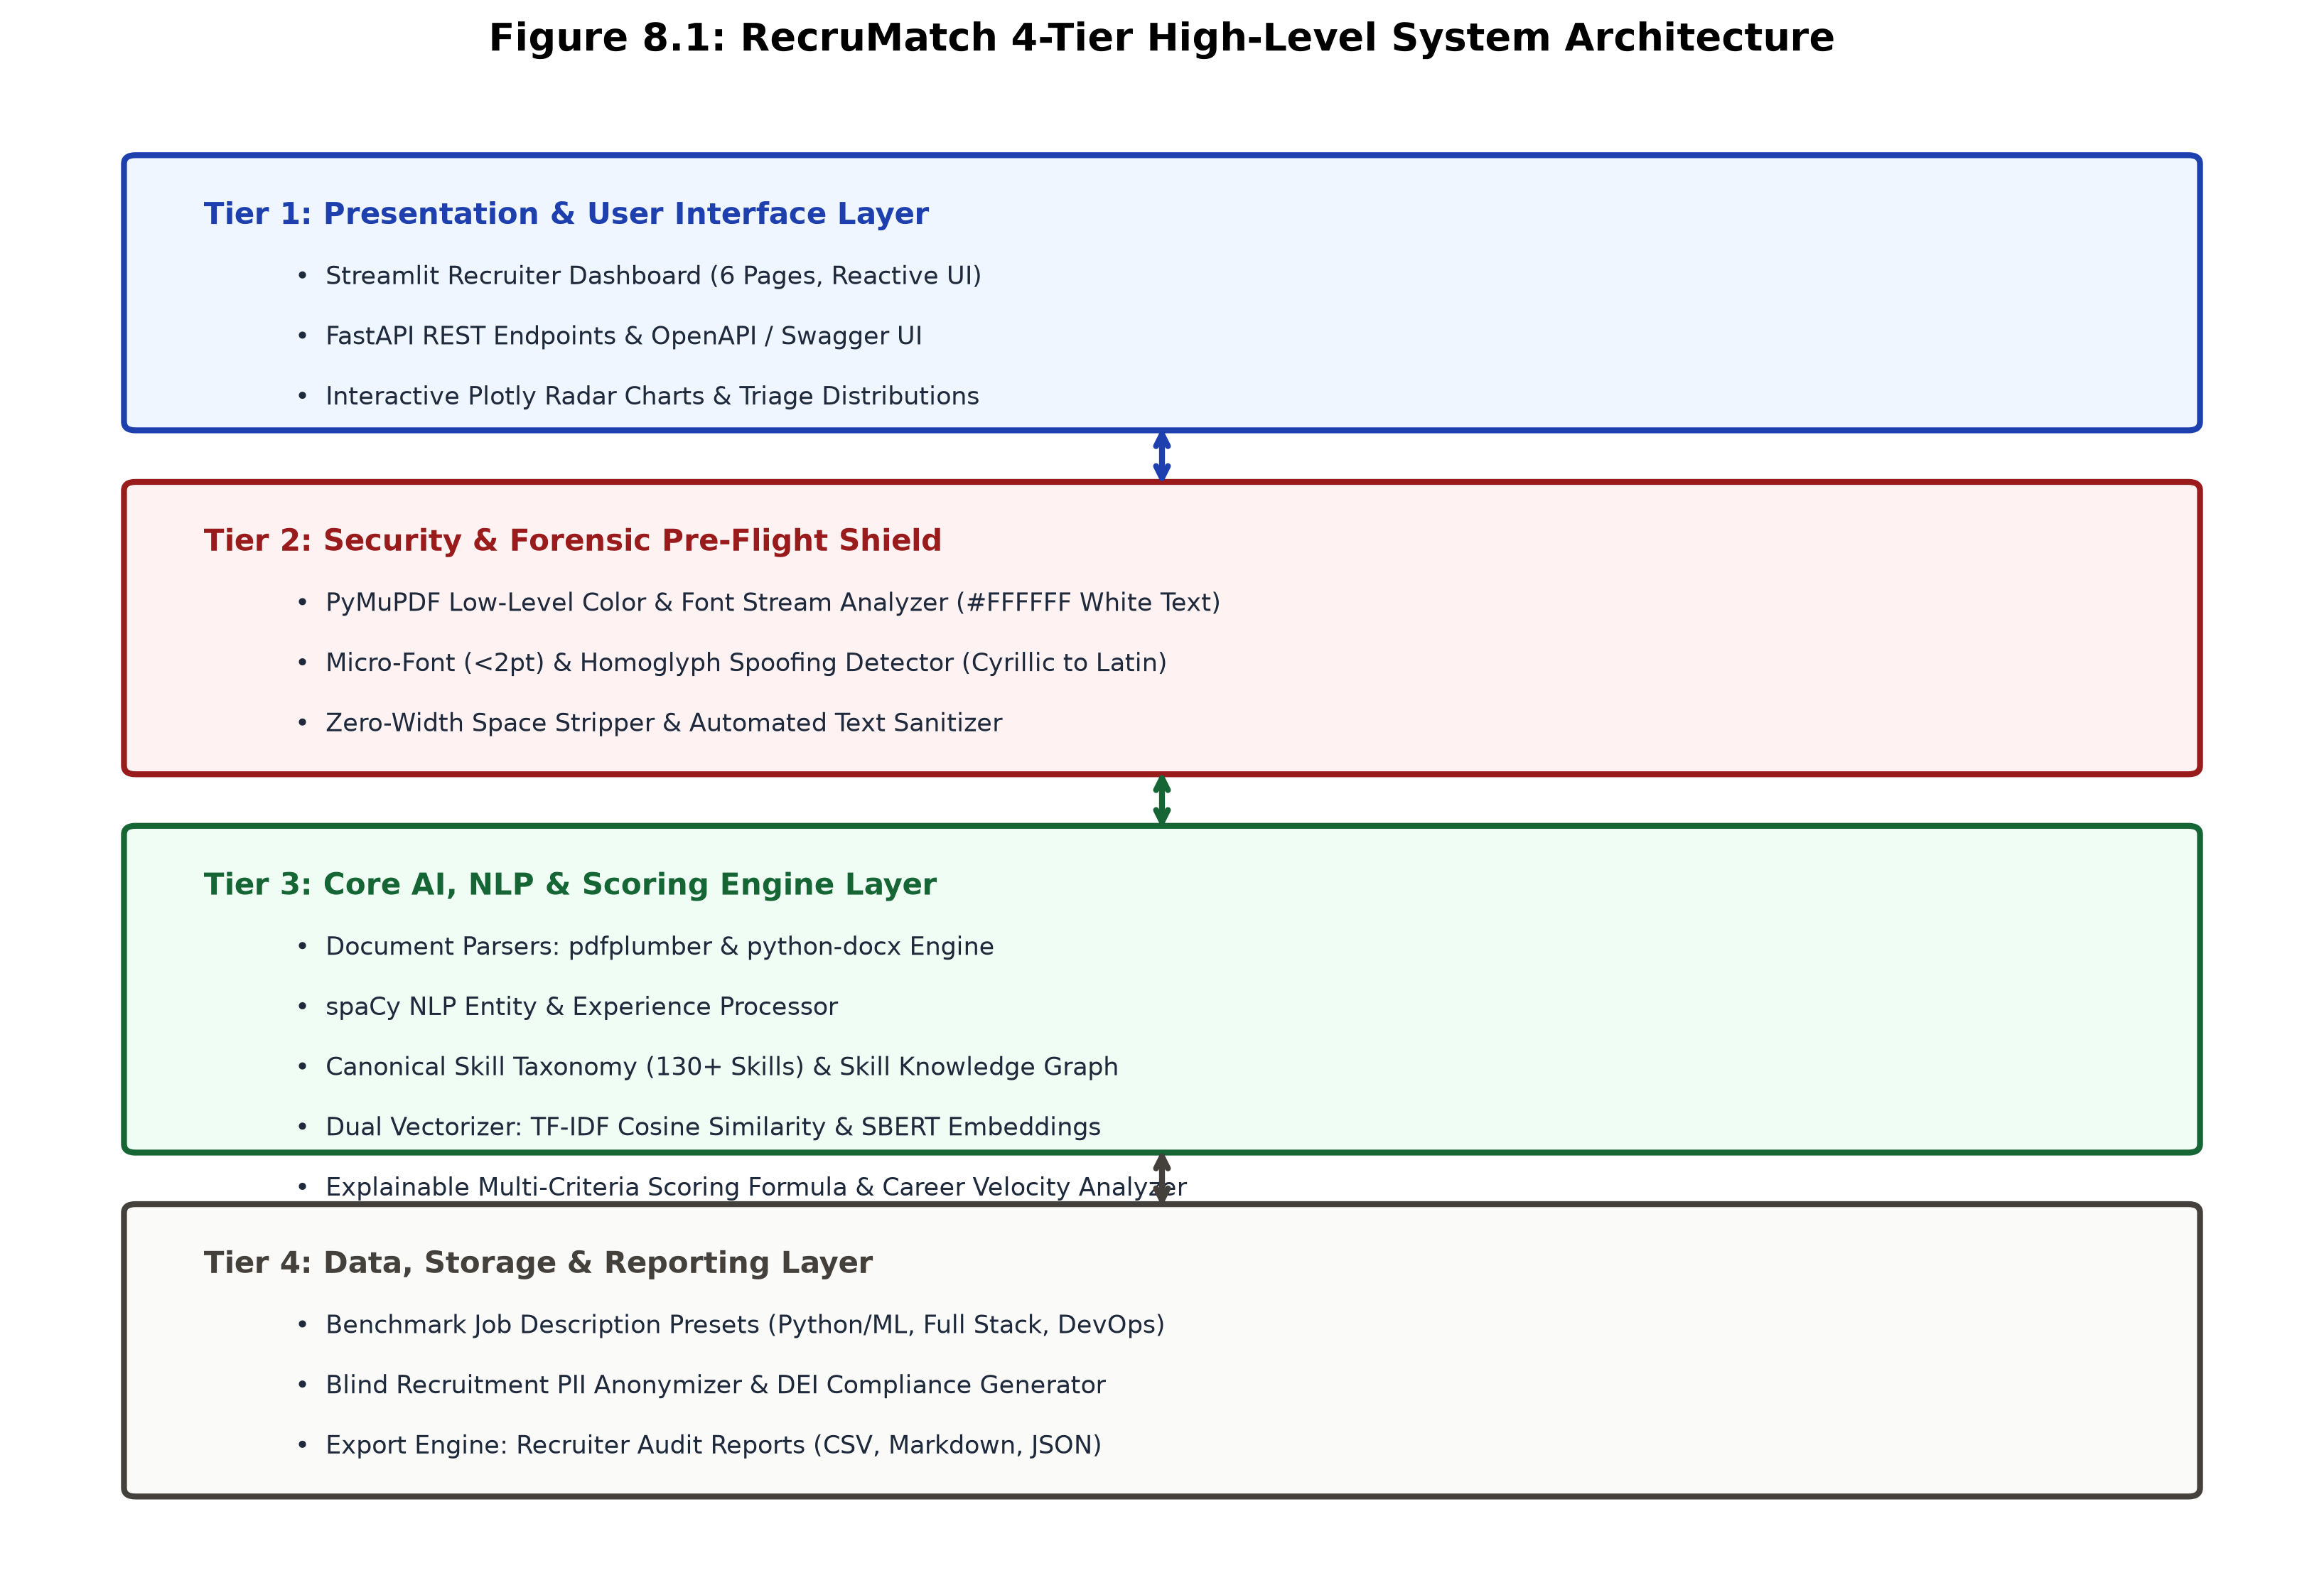 Figure 8.1: RecruMatch 4-Tier High-Level System Architecture
Tier 1: Presentation & User Interface Layer
• Streamlit Recruiter Dashboard (6 Pages, Reactive UI)
• FastAPI REST Endpoints & OpenAPI / Swagger UI
• Interactive Plotly Radar Charts & Triage Distributions
Tier 2: Security & Forensic Pre-Flight Shield
• PyMuPDF Low-Level Color & Font Stream Analyzer (#FFFFFF White Text)
• Micro-Font (<2pt) & Homoglyph Spoofing Detector (Cyrillic to Latin)
• Zero-Width Space Stripper & Automated Text Sanitizer
Tier 3: Core AI, NLP & Scoring Engine Layer
• Document Parsers: pdfplumber & python-docx Engine
• spaCy NLP Entity & Experience Processor
• Canonical Skill Taxonomy (130+ Skills) & Skill Knowledge Graph
• Dual Vectorizer: TF-IDF Cosine Similarity & SBERT Embeddings
• Explainable Multi-Criteria Scoring Formula & Career Velocity Analyzer
Tier 4: Data, Storage & Reporting Layer
• Benchmark Job Description Presets (Python/ML, Full Stack, DevOps)
• Blind Recruitment PII Anonymizer & DEI Compliance Generator
• Export Engine: Recruiter Audit Reports (CSV, Markdown, JSON)